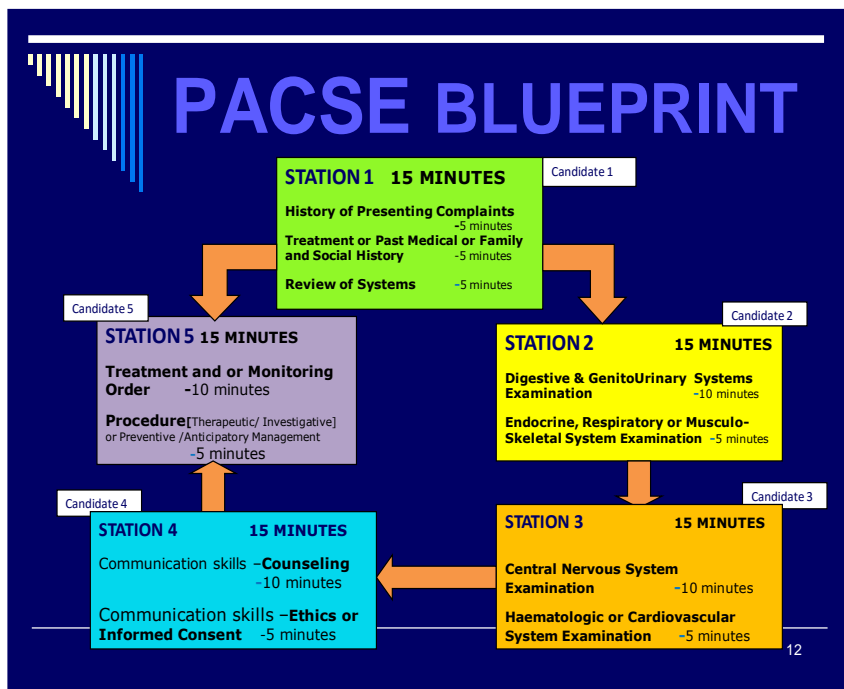 PACSE BLUEPRINT
STATION 1 15 MINUTES
Candidate 1
History of Presenting Complaints
-5 minutes
Treatment or Past Medical or Family
and Social History -5 minutes
Review of Systems -5 minutes
Candidate 5
STATION 5 15 MINUTES
Treatment and or Monitoring
Order -10 minutes
Procedure[Therapeutic/ Investigative]
or Preventive /Anticipatory Management
-5 minutes
Candidate 2
STATION 2 15 MINUTES
Digestive & GenitoUrinary Systems
Examination -10 minutes
Endocrine, Respiratory or Musculo-
Skeletal System Examination -5 minutes
Candidate 4
STATION 4 15 MINUTES
Communication skills –Counseling
-10 minutes
Communication skills –Ethics or
Informed Consent -5 minutes
Candidate 3
STATION 3 15 MINUTES
Central Nervous System
Examination -10 minutes
Haematologic or Cardiovascular
System Examination -5 minutes
12